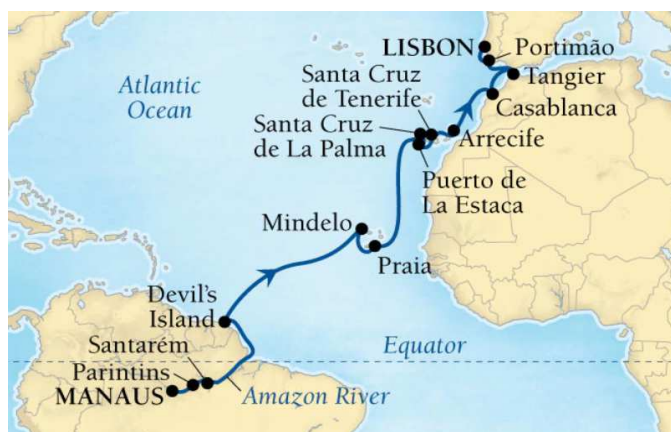 LISBON
Portimão
Atlantic
Ocean
Santa Cruz
de Tenerife
Tangier
Casablanca
Santa Cruz
de La Palma
Arrecife
Puerto de
La Estaca
Mindelo
Praia
Devil's
Island
Santarém
Equator
Parintins
MANAUS
Amazon River